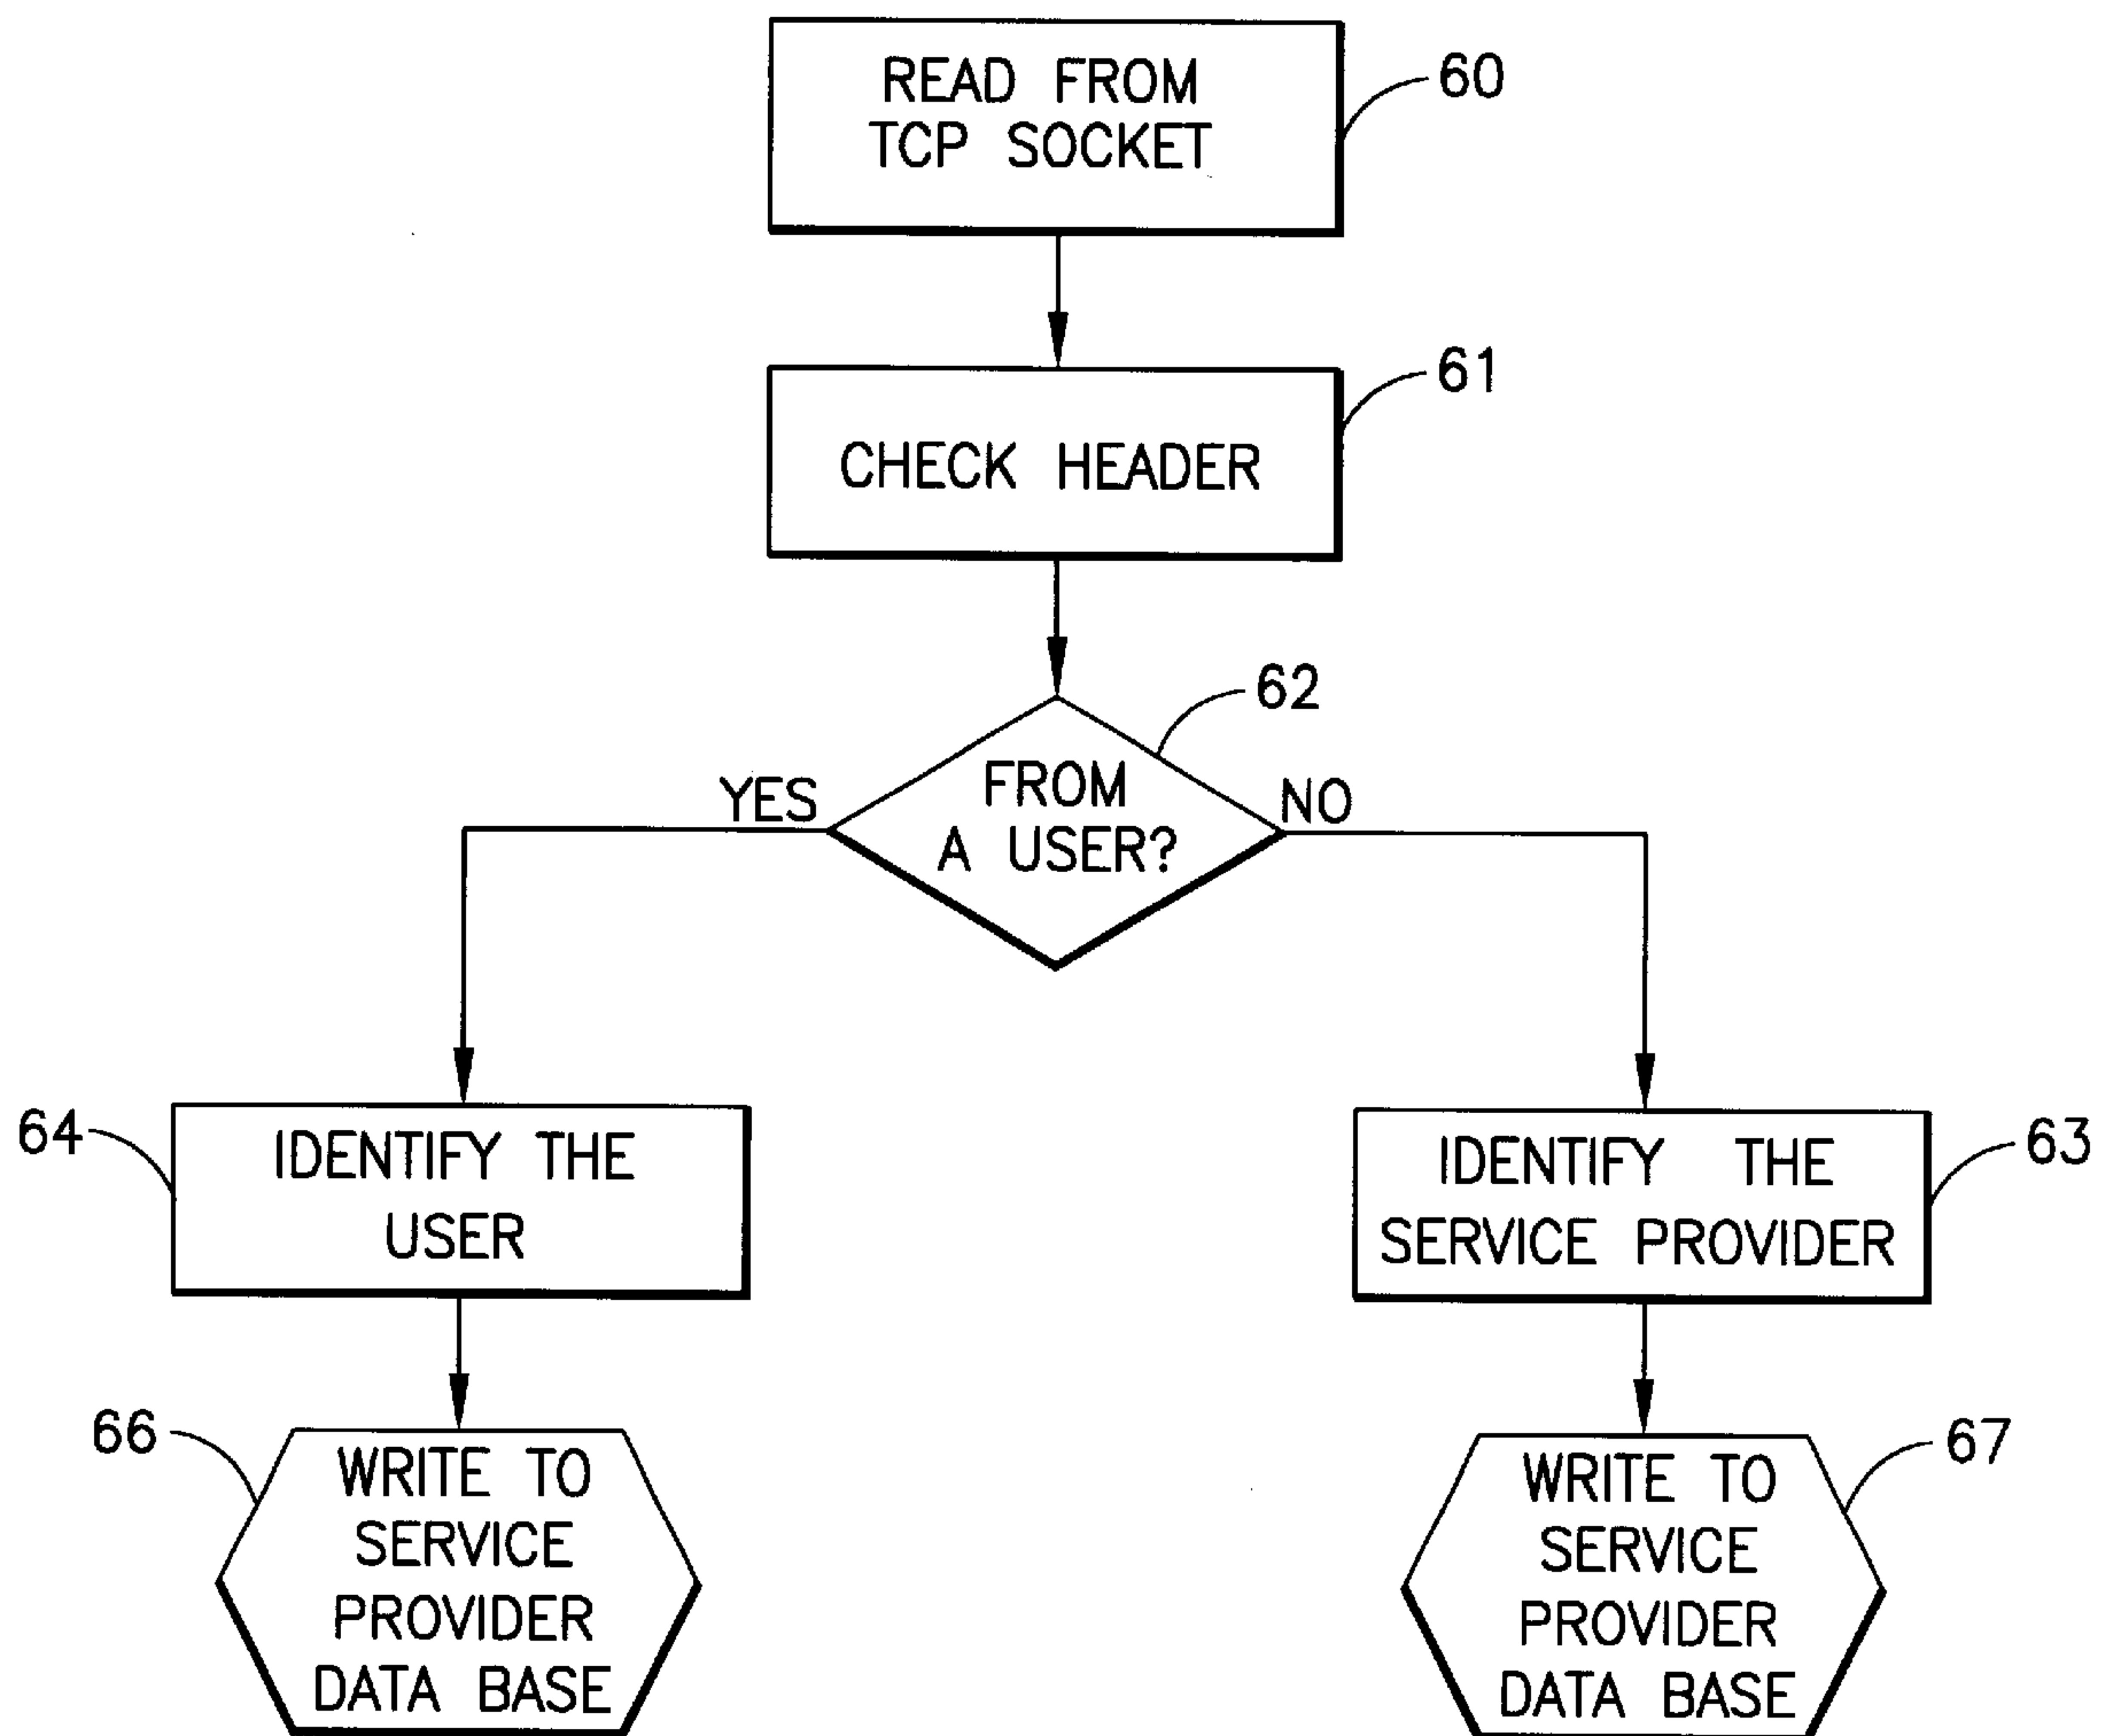 READ FROM
TCP SOCKET
60
CHECK HEADER
61
62
FROM
A USER?
YES
NO
64
IDENTIFY THE
USER
IDENTIFY THE
SERVICE PROVIDER
63
66
WRITE TO
SERVICE
PROVIDER
DATA BASE
WRITE TO
SERVICE
PROVIDER
DATA BASE
67